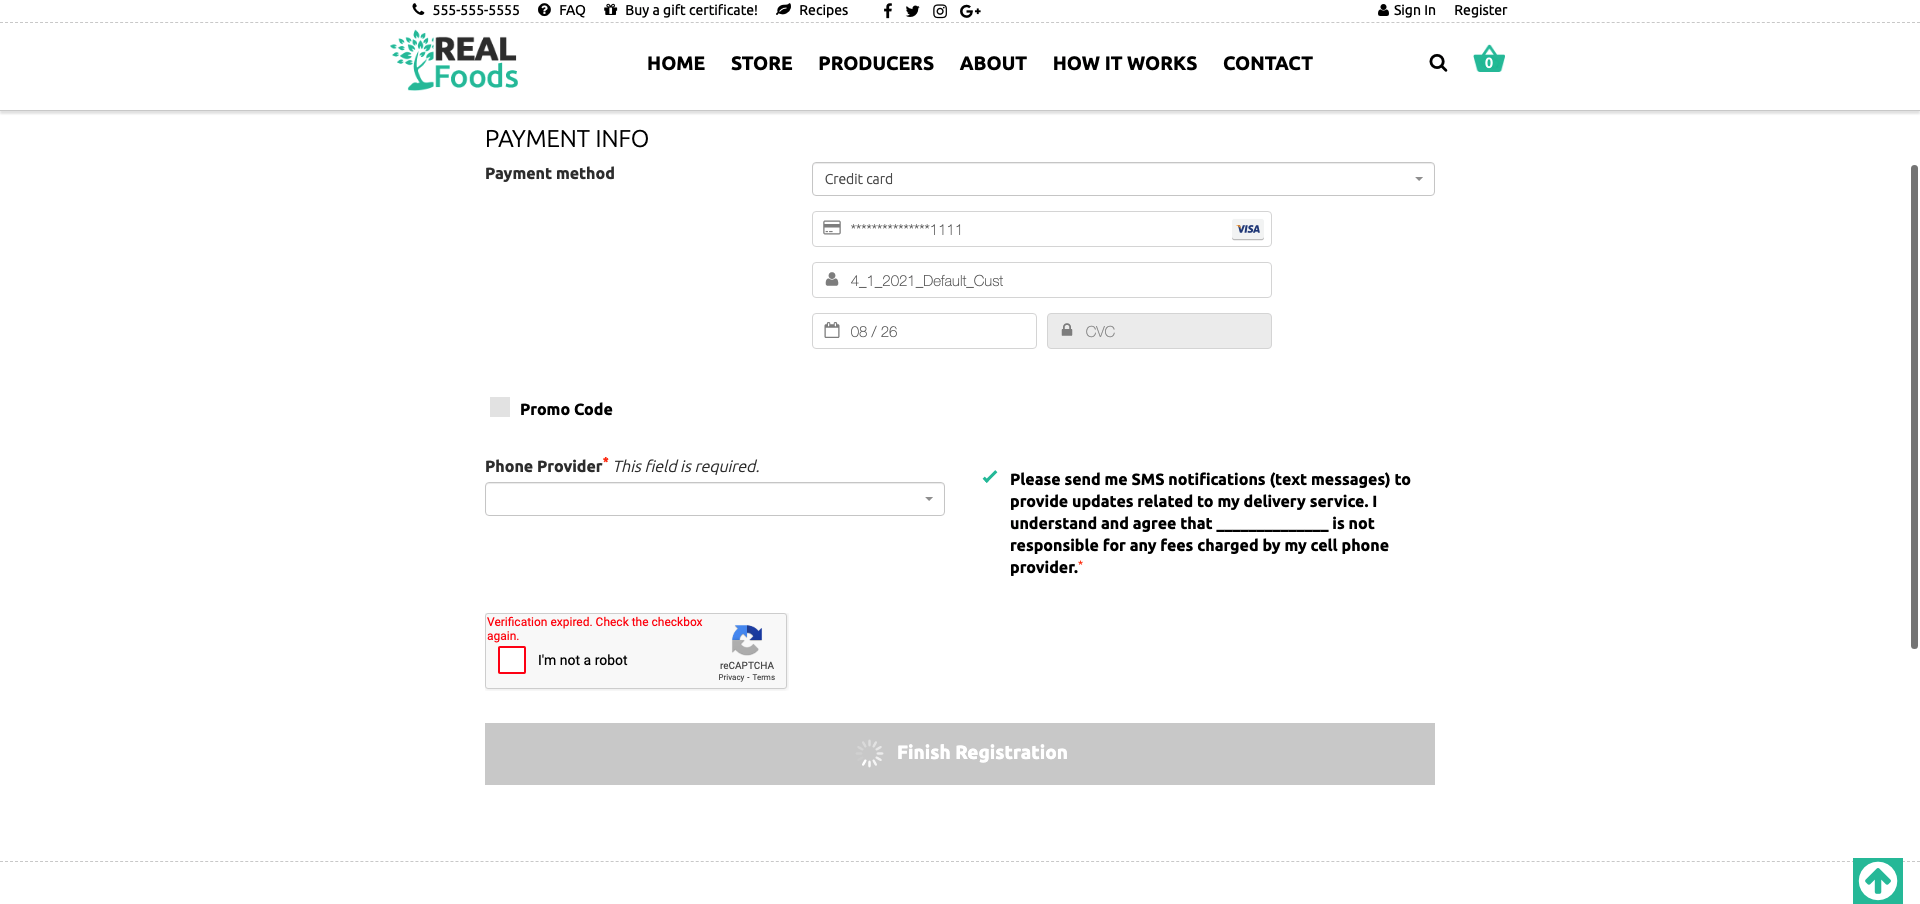 555-555-5555 FAQ Buy a gift certificate! Recipes Sign In Register
REAL
Foods
HOME STORE PRODUCERS ABOUT HOW IT WORKS CONTACT 0
PAYMENT INFO
Payment method
Credit card
***************1111 VISA
4_1_2021_Default_Cust
08 / 26 CVC
Promo Code
Phone Provider* This field is required.
Please send me SMS notifications (text messages) to
provide updates related to my delivery service. I
understand and agree that ______________ is not
responsible for any fees charged by my cell phone
provider.*
Verification expired. Check the checkbox
again.
I'm not a robot
reCAPTCHA
Privacy - Terms
Finish Registration